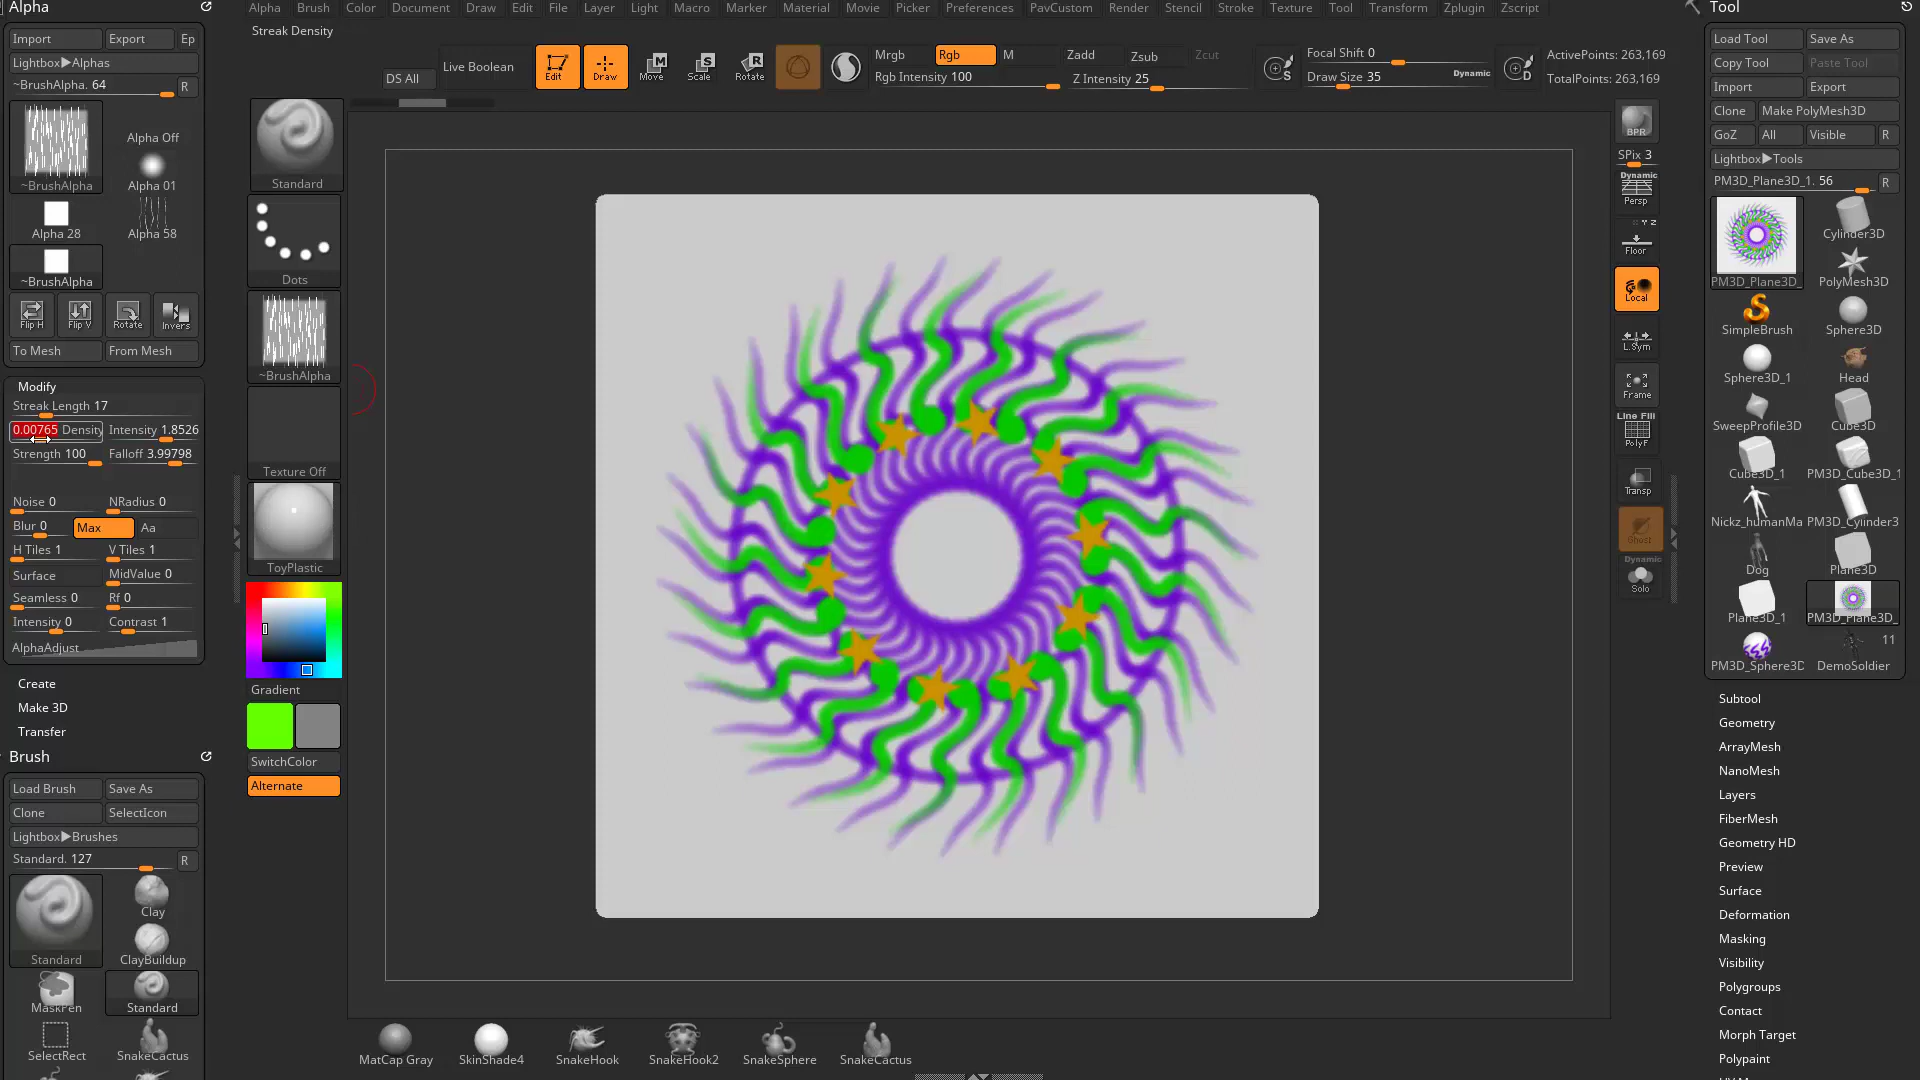 Alpha
Import Export Ep
Lightbox▶Alphas
~BrushAlpha. 64 R
~BrushAlpha
Alpha Off
Alpha 01
Alpha 28
Alpha 58
~BrushAlpha
Flip H Flip V Rotate Invers
To Mesh From Mesh
Modify
Streak Length 17
0.00765 Density Intensity 1.8526
Strength 100 Falloff 3.99798
Noise 0 NRadius 0
Blur 0 Max Aa
H Tiles 1 V Tiles 1
Surface MidValue 0
Seamless 0 Rf 0
Intensity 0 Contrast 1
AlphaAdjust
Create
Make 3D
Transfer
Brush
Load Brush Save As
Clone SelectIcon
Lightbox▶Brushes
Standard. 127 R
Standard
Clay
ClayBuildup
MaskPen Standard
SelectRect SnakeCactus
Alpha Brush Color Document Draw Edit File Layer Light Macro Marker Material Movie Picker Preferences PavCustom Render Stencil Stroke Texture Tool Transform Zplugin Zscript
Streak Density
DS All
Live Boolean
Edit Draw Move Scale Rotate
Mrgb Rgb M
Rgb Intensity 100
Zadd Zsub Zcut
Z Intensity 25
S
Focal Shift 0
Draw Size 35 Dynamic
D
ActivePoints: 263,169
TotalPoints: 263,169
Standard
Dots
~BrushAlpha
Texture Off
ToyPlastic
Gradient
SwitchColor
Alternate
BPR
SPix 3
Dynamic
Persp
Floor
Local
L.Sym
Frame
Line Fill
PolyF
Transp
Ghost
Dynamic
Solo
MatCap Gray SkinShade4 SnakeHook SnakeHook2 SnakeSphere SnakeCactus
Tool
Load Tool Save As
Copy Tool Paste Tool
Import Export
Clone Make PolyMesh3D
GoZ All Visible R
Lightbox▶Tools
PM3D_Plane3D_1. 56 R
PM3D_Plane3D_
Cylinder3D
PolyMesh3D
SimpleBrush Sphere3D
Sphere3D_1 Head
SweepProfile3D Cube3D
Cube3D_1 PM3D_Cube3D_1
Nickz_humanMa PM3D_Cylinder3
Dog Plane3D
Plane3D_1 PM3D_Plane3D_
11
PM3D_Sphere3D DemoSoldier
Subtool
Geometry
ArrayMesh
NanoMesh
Layers
FiberMesh
Geometry HD
Preview
Surface
Deformation
Masking
Visibility
Polygroups
Contact
Morph Target
Polypaint